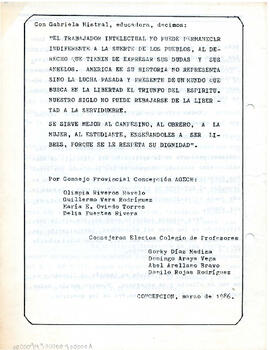 Con Gabriela Mistral, educadora, decimos:
"EL TRABAJADOR INTELECTUAL NO PUEDE PERMANECER
INDIFERENTE A LA SUERTE DE LOS PUEBLOS, AL DE-
RECHO QUE TIENEN DE EXPRESAR SUS DUDAS Y SUS
ANHELOS. AMERICA EN SU HISTORIA NO REPRESENTA
SINO LA LUCHA PASADA Y PRESENTE DE UN MUNDO QUE
BUSCA EN LA LIBERTAD EL TRIUNFO DEL ESPIRITU.
NUESTRO SIGLO NO PUEDE REBAJARSE DE LA LIBER-
TAD A LA SERVIDUMBRE.
SE SIRVE MEJOR AL CAMPESINO, AL OBRERO, A LA
MUJER, AL ESTUDIANTE, ENSEÑANDOLES A SER LI-
BRES, PORQUE SE LE RESPETA SU DIGNIDAD".
Por Consejo Provincial Concepción AGECH:
Olimpia Riveros Ravelo
Guillermo Vera Rodríguez
María E. Oviedo Torres
Delia Fuentes Rivera
Consejeros Electos Colegio de Profesores
Gorky Díaz Medina
Domingo Araya Vega
Abel Arellano Bravo
Danilo Rojas Rodríguez
CONCEPCION, marzo de 1986.